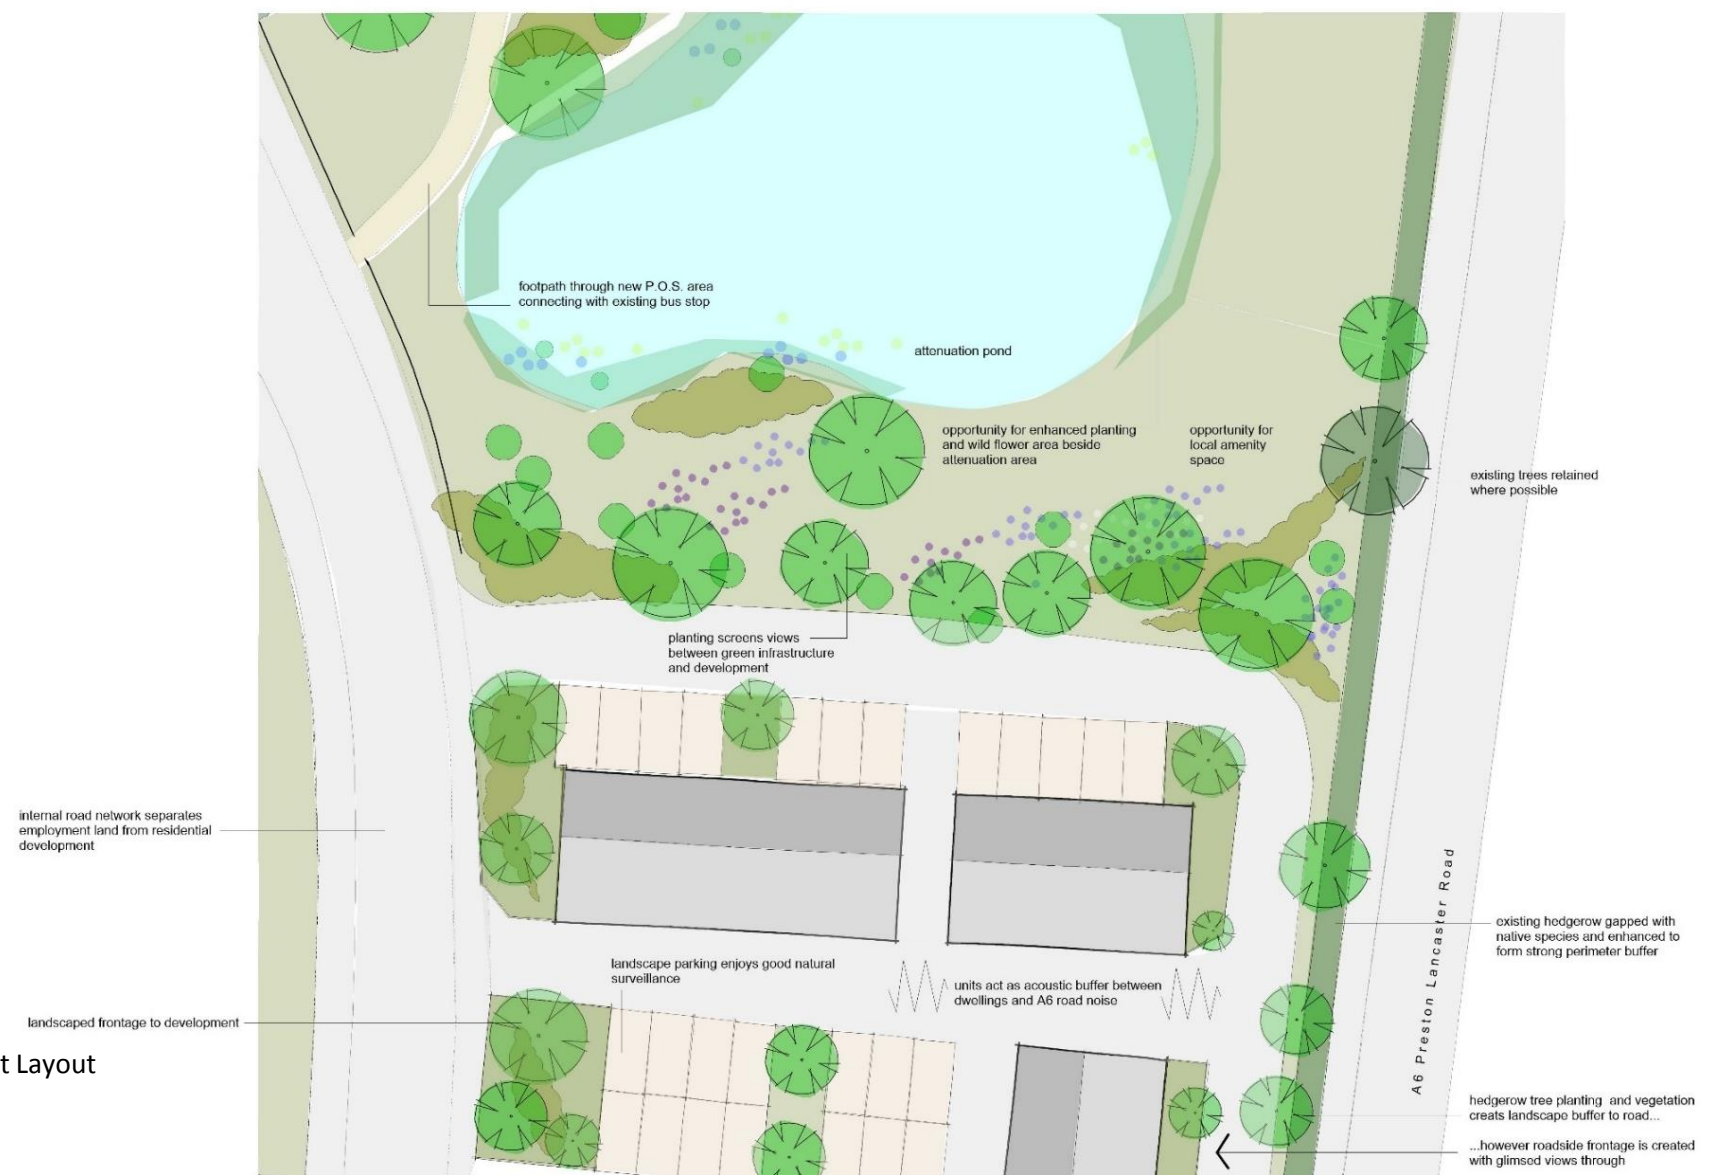 footpath through new P.O.S. area
connecting with existing bus stop
attenuation pond
opportunity for enhanced planting
and wild flower area beside
attenuation area
opportunity for
local amenity
space
existing trees retained
where possible
planting screens views
between green infrastructure
and development
internal road network separates
employment land from residential
development
A6 Preston Lancaster Road
existing hedgerow gapped with
native species and enhanced to
form strong perimeter buffer
landscape parking enjoys good natural
surveillance
units act as acoustic buffer between
dwellings and A6 road noise
landscaped frontage to development
t Layout
hedgerow tree planting and vegetation
creats landscape buffer to road...
...however roadside frontage is created
with glimsed views through